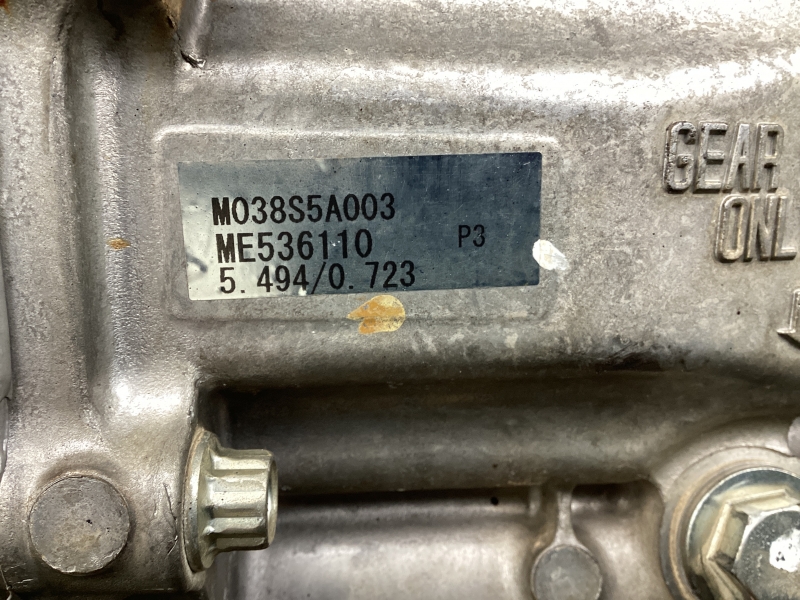 M038S5A003
ME536110 P3
5.494/0.723
GEAR
ONL